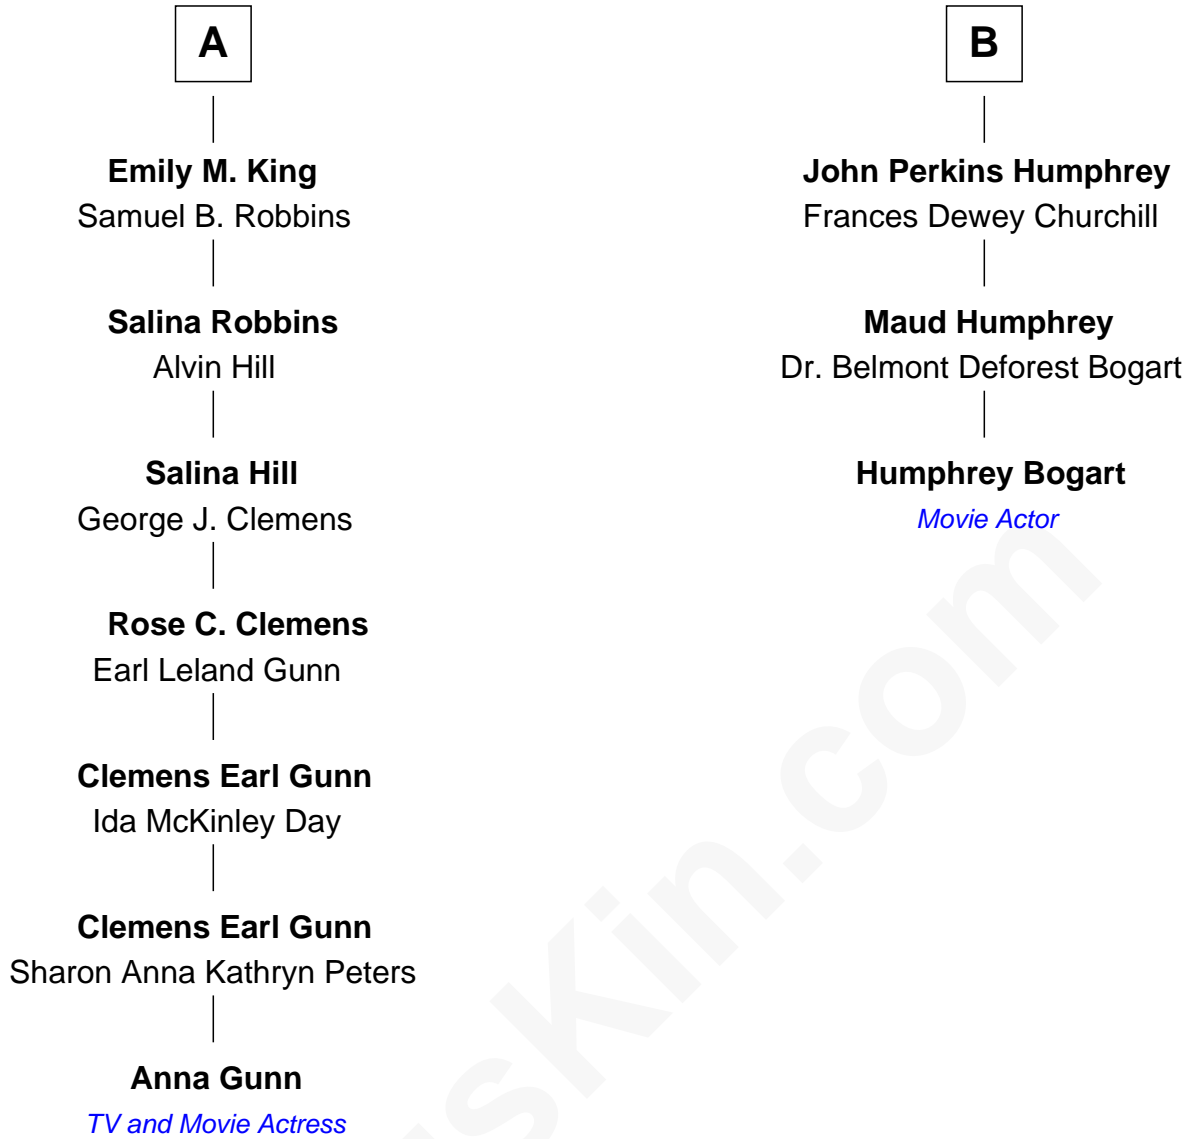 A
Emily M. King
Samuel B. Robbins
Salina Robbins
Alvin Hill
Salina Hill
George J. Clemens
Rose C. Clemens
Earl Leland Gunn
Clemens Earl Gunn
Ida McKinley Day
Clemens Earl Gunn
Sharon Anna Kathryn Peters
Anna Gunn
TV and Movie Actress
B
John Perkins Humphrey
Frances Dewey Churchill
Maud Humphrey
Dr. Belmont Deforest Bogart
Humphrey Bogart
Movie Actor